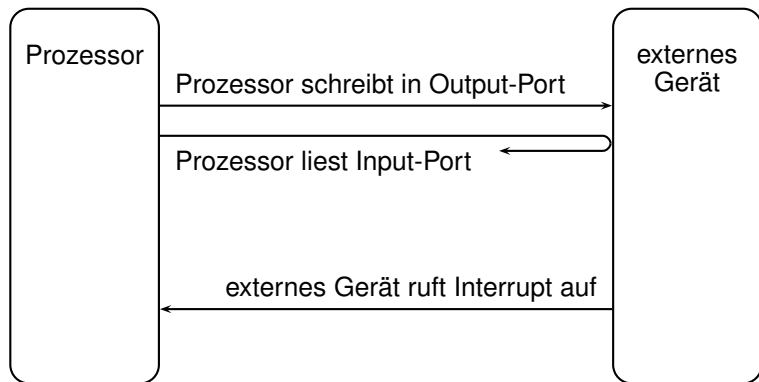 Prozessor
externes
Gerät
Prozessor schreibt in Output-Port
Prozessor liest Input-Port
externes Gerät ruft Interrupt auf